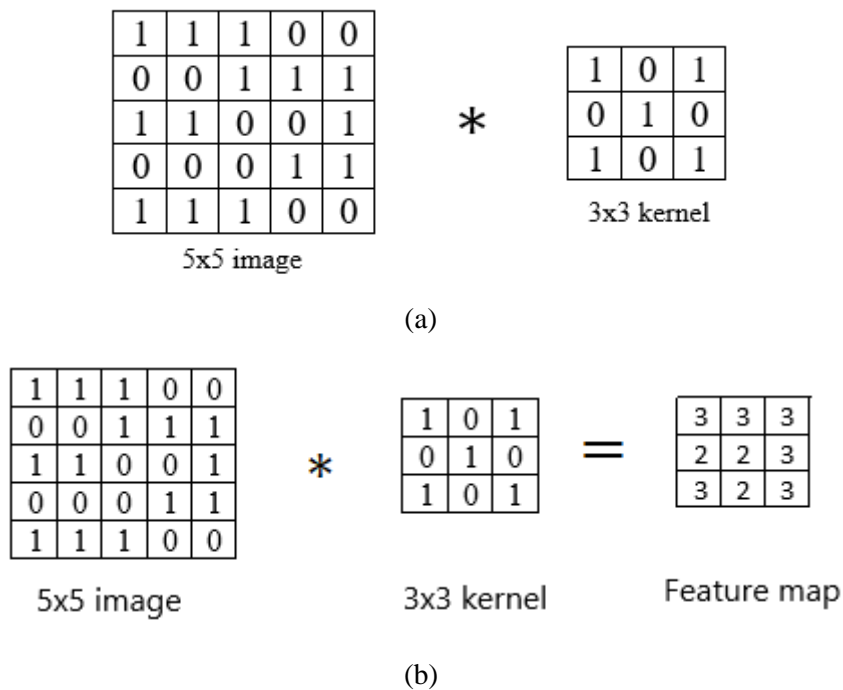 1 1 1 0 0
0 0 1 1 1
1 1 0 0 1
0 0 0 1 1
1 1 1 0 0
5x5 image
*
1 0 1
0 1 0
1 0 1
3x3 kernel
(a)
1 1 1 0 0
0 0 1 1 1
1 1 0 0 1
0 0 0 1 1
1 1 1 0 0
5x5 image
*
1 0 1
0 1 0
1 0 1
3x3 kernel
=
3 3 3
2 2 3
3 2 3
Feature map
(b)